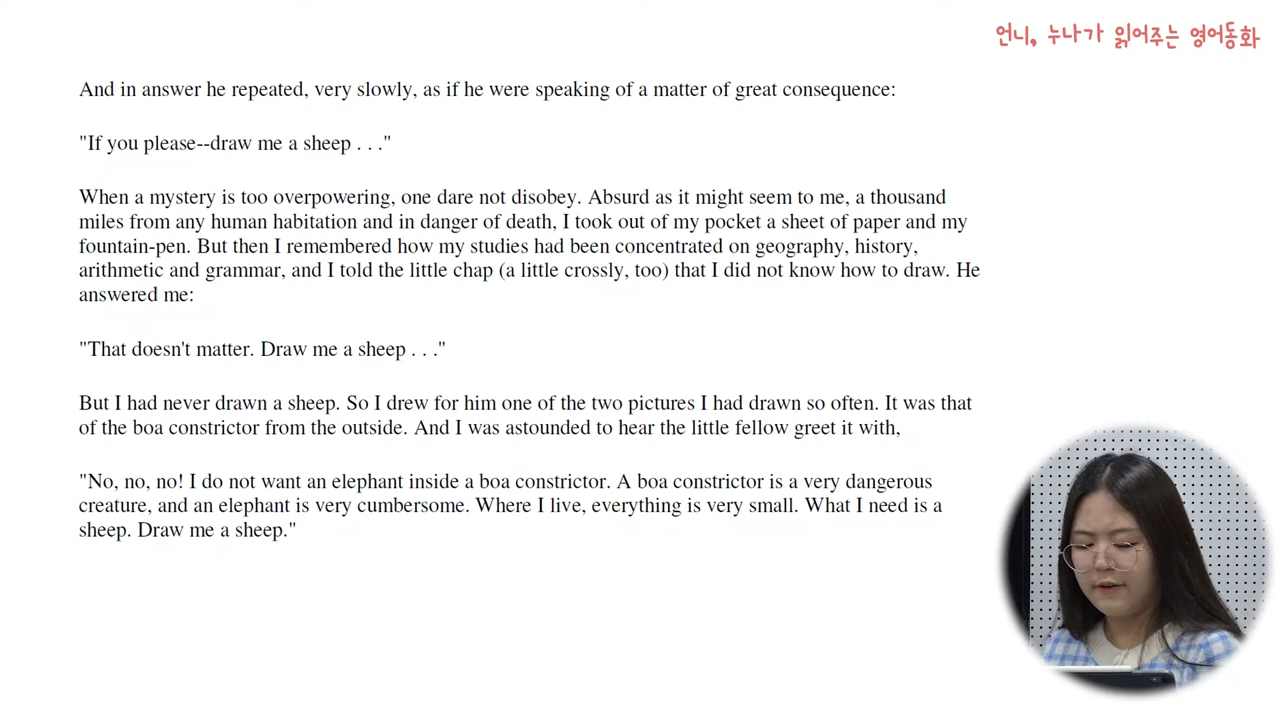 언니, 누나가 읽어주는 영어동화
And in answer he repeated, very slowly, as if he were speaking of a matter of great consequence:
"If you please--draw me a sheep . . ."
When a mystery is too overpowering, one dare not disobey. Absurd as it might seem to me, a thousand
miles from any human habitation and in danger of death, I took out of my pocket a sheet of paper and my
fountain-pen. But then I remembered how my studies had been concentrated on geography, history,
arithmetic and grammar, and I told the little chap (a little crossly, too) that I did not know how to draw. He
answered me:
"That doesn't matter. Draw me a sheep . . ."
But I had never drawn a sheep. So I drew for him one of the two pictures I had drawn so often. It was that
of the boa constrictor from the outside. And I was astounded to hear the little fellow greet it with,
"No, no, no! I do not want an elephant inside a boa constrictor. A boa constrictor is a very dangerous
creature, and an elephant is very cumbersome. Where I live, everything is very small. What I need is a
sheep. Draw me a sheep."